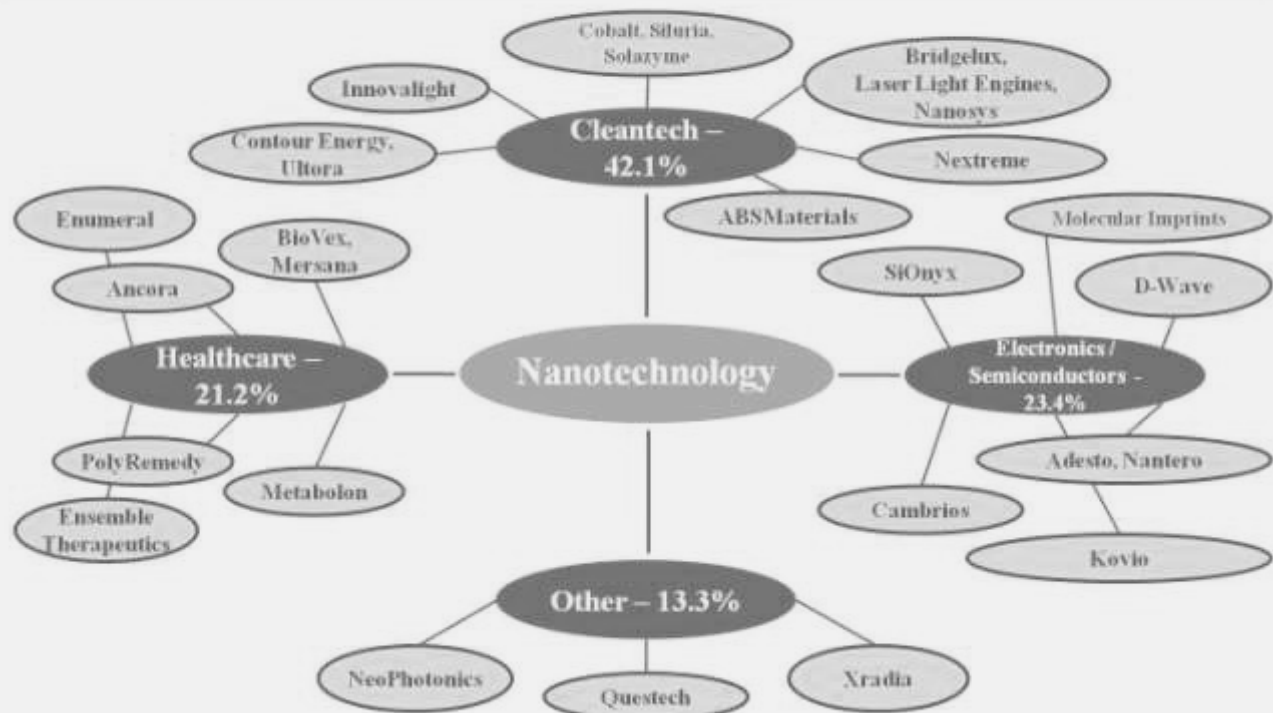 Cobalt, Siluria,
Solazyme
Bridgelux,
Laser Light Engines,
Nanosys
Innovalight
Cleantech –
42.1%
Contour Energy,
Ultora
Nextreme
ABSMaterials
Enumeral
BioVex,
Mersana
Ancora
Molecular Imprints
SiOnyx
D-Wave
Healthcare –
21.2%
Nanotechnology
Electronics /
Semiconductors –
23.4%
PolyRemedy
Metabolon
Ensemble
Therapeutics
Adesto, Nantero
Cambrios
Kovio
Other – 13.3%
NeoPhotonics
Questech
Xradia